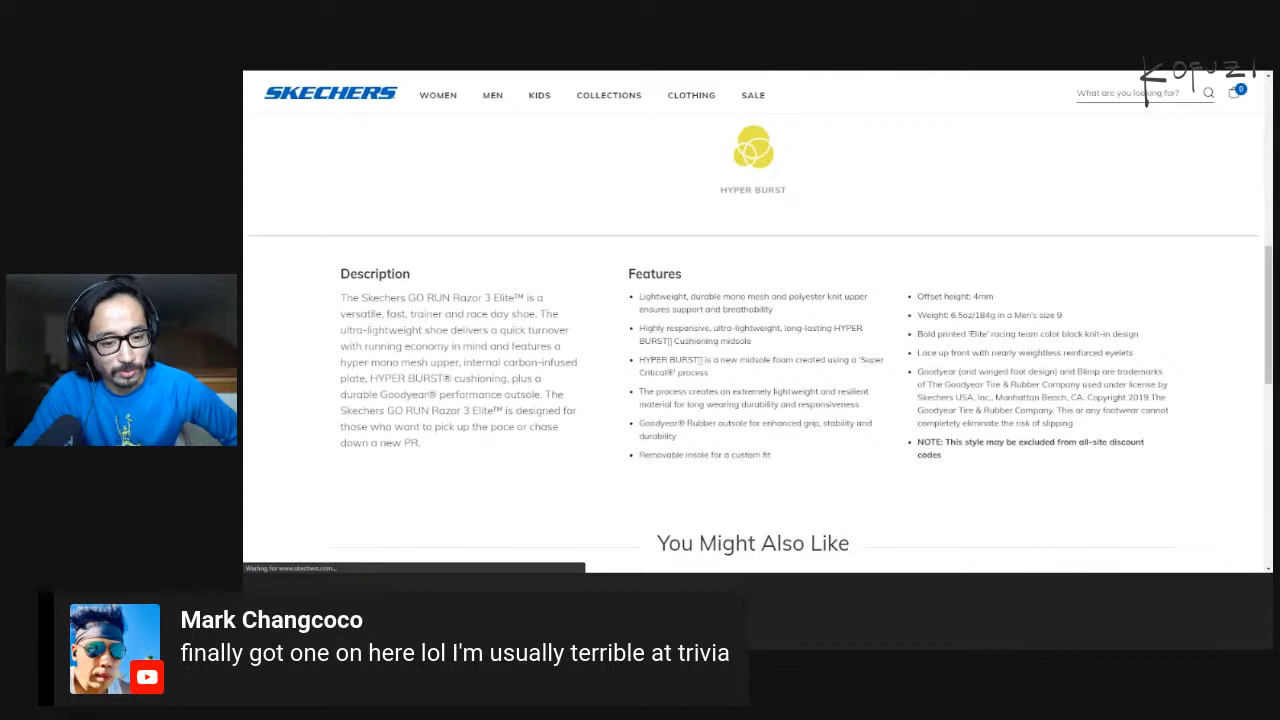 KOFUZI
SKECHERS
WOMEN MEN KIDS COLLECTIONS CLOTHING SALE
What are you looking for?
0
HYPER BURST
Description
The Skechers GO RUN Razor 3 Elite™ is a
versatile, fast, trainer and race day shoe. The
ultra-lightweight shoe delivers a quick turnover
with running economy in mind and features a
hyper mono mesh upper, internal carbon-infused
plate, HYPER BURST® cushioning, plus a
durable Goodyear® performance outsole. The
Skechers GO RUN Razor 3 Elite™ is designed for
those who want to pick up the pace or chase
down a new PR.
Features
Lightweight, durable mono mesh and polyester knit upper
ensures support and breathability
Highly responsive, ultra-lightweight, long-lasting HYPER
BURST▯ Cushioning midsole
HYPER BURST▯ is a new midsole foam created using a 'Super
Critical®' process
The process creates an extremely lightweight and resilient
material for long wearing durability and responsiveness
Goodyear® Rubber outsole for enhanced grip, stability and
durability
Removable insole for a custom fit
Offset height: 4mm
Weight: 6.5oz/184g in a Men's size 9
Bold printed 'Elite' racing team color block knit-in design
Lace up front with nearly weightless reinforced eyelets
Goodyear (and winged foot design) and Blimp are trademarks
of The Goodyear Tire & Rubber Company used under license by
Skechers USA, Inc., Manhattan Beach, CA. Copyright 2019 The
Goodyear Tire & Rubber Company. This or any footwear cannot
completely eliminate the risk of slipping
NOTE: This style may be excluded from all-site discount
codes
You Might Also Like
Waiting for www.skechers.com...
Mark Changcoco
finally got one on here lol I'm usually terrible at trivia